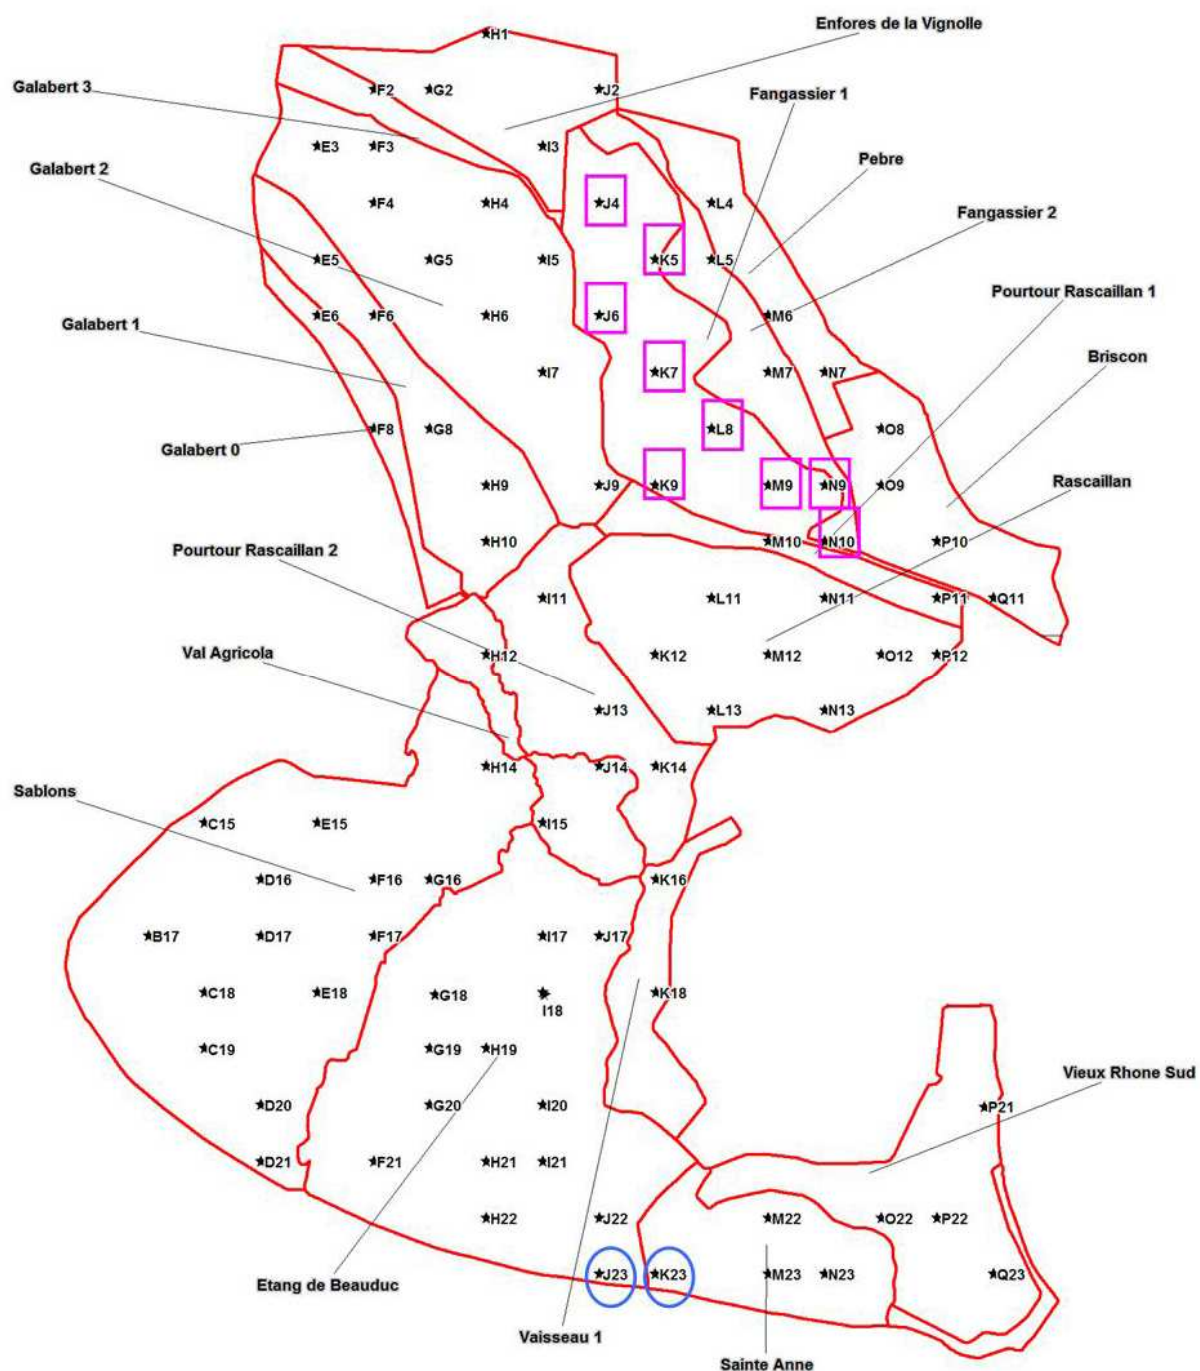 H1
Enfores de la Vignolle
Galabert 3
F2
G2
J2
Fangassier 1
E3
F3
I3
Pebre
Galabert 2
F4
H4
J4
L4
Fangassier 2
E5
G5
I5
K5
L5
Pourtour Rascaillan 1
Galabert 1
E6
F6
H6
J6
M6
Briscon
I7
K7
M7
N7
Galabert 0
F8
G8
L8
O8
H9
J9
K9
M9
N9
O9
Rascaillan
Pourtour Rascaillan 2
H10
M10
N10
P10
I11
L11
N11
P11
Q11
Val Agricola
H12
K12
M12
O12
P12
J13
L13
N13
H14
J14
K14
Sablons
C15
E15
I15
D16
F16
G16
K16
B17
D17
F17
I17
J17
C18
E18
G18
I18
K18
C19
G19
H19
Vieux Rhone Sud
D20
G20
I20
P21
D21
F21
H21
I21
H22
J22
M22
O22
P22
J23
K23
M23
N23
Q23
Etang de Beauduc
Vaisseau 1
Sainte Anne